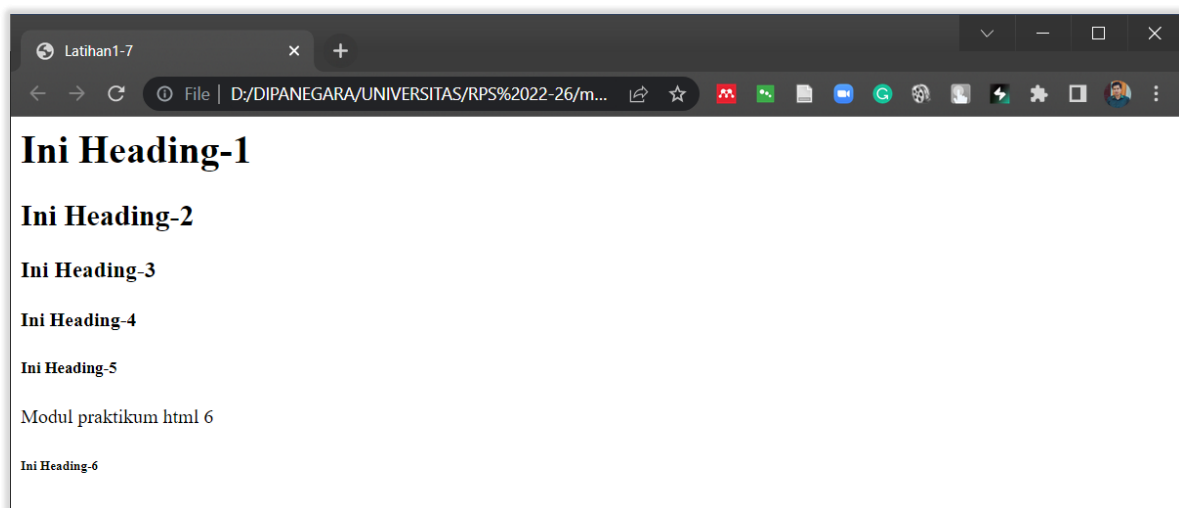 Latihan1-7
File | D:/DIPANEGARA/UNIVERSITAS/RPS%2022-26/m...
Ini Heading-1
Ini Heading-2
Ini Heading-3
Ini Heading-4
Ini Heading-5
Modul praktikum html 6
Ini Heading-6